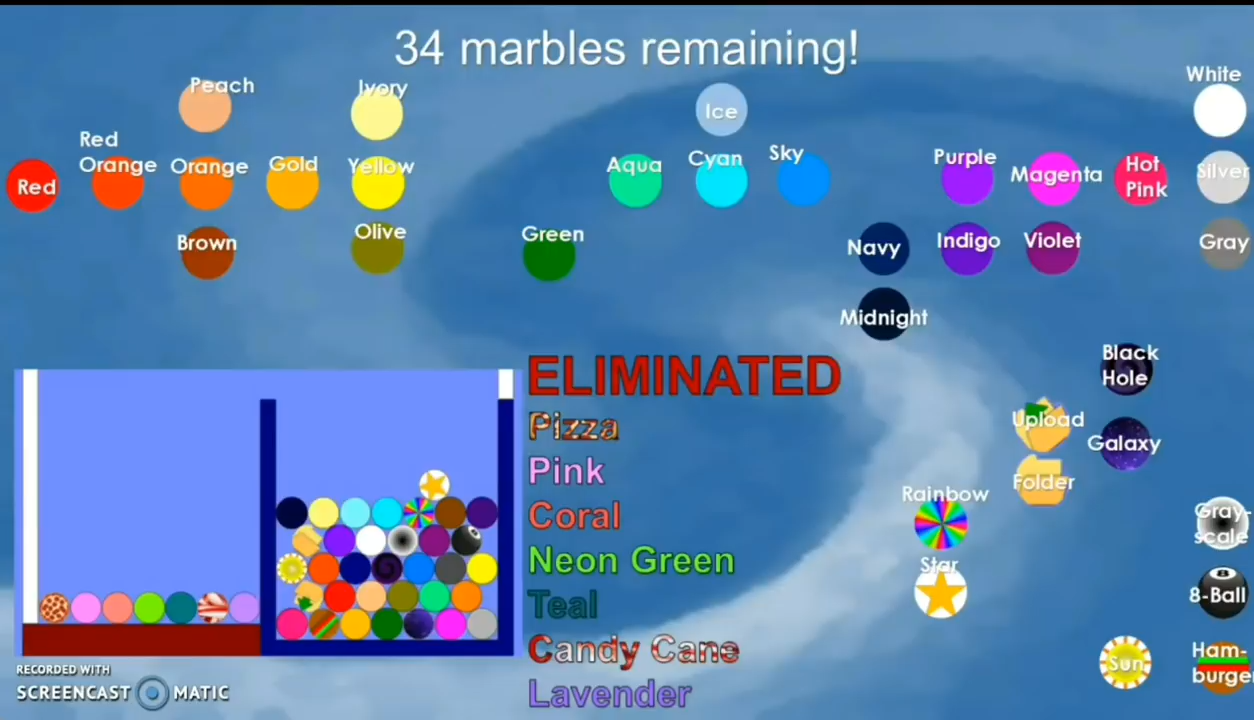 34 marbles remaining!
Peach
Ivory
Ice
White
Red
Orange
Red
Orange
Gold
Yellow
Aqua
Cyan
Sky
Purple
Magenta
Hot
Pink
Silver
Brown
Olive
Green
Navy
Indigo
Violet
Gray
Midnight
Black
Hole
Upload
Galaxy
Folder
Rainbow
Gray-
scale
Star
8
8-Ball
Sun
Ham-
burger
ELIMINATED
Pizza
Pink
Coral
Neon Green
Teal
Candy Cane
Lavender
RECORDED WITH
SCREENCAST MATIC